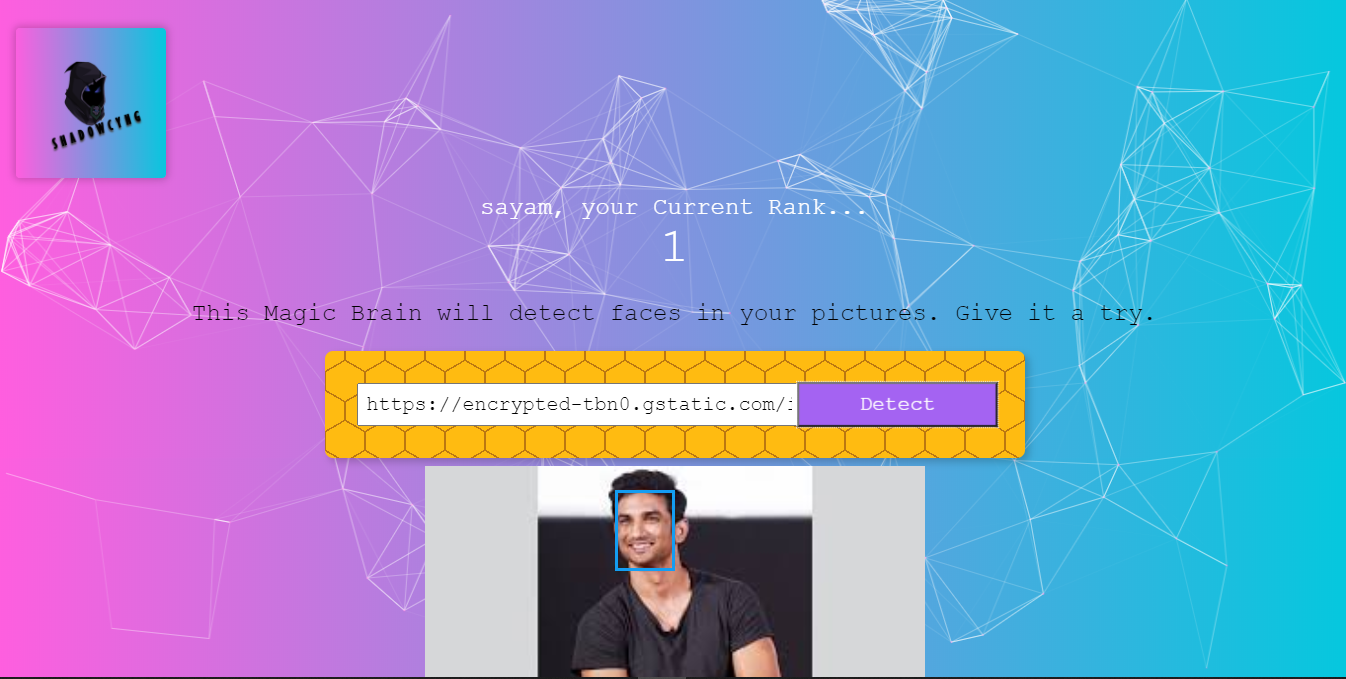 SHADOWCYNG
sayam, your Current Rank...
1
This Magic Brain will detect faces in your pictures. Give it a try.
https://encrypted-tbn0.gstatic.com/i
Detect